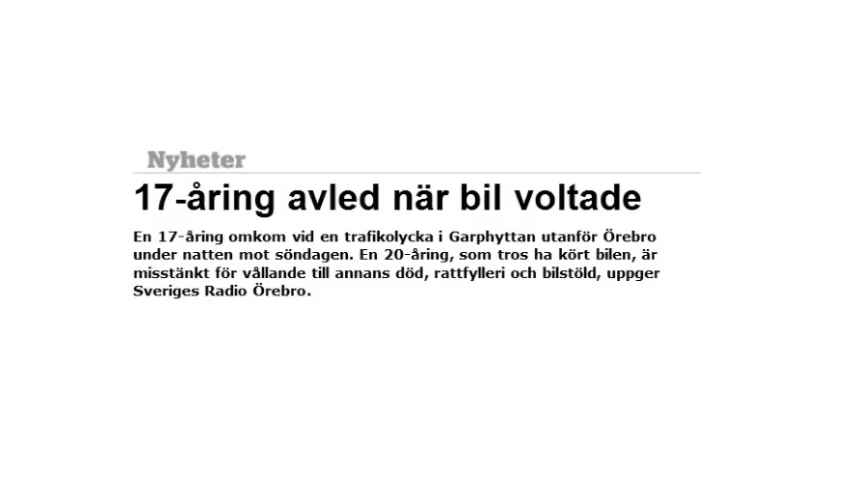 Nyheter
17-åring avled när bil voltade
En 17-åring omkom vid en trafikolycka i Garphyttan utanför Örebro
under natten mot söndagen. En 20-åring, som tros ha kört bilen, är
misstänkt för vållande till annans död, rattfylleri och bilstöld, uppger
Sveriges Radio Örebro.